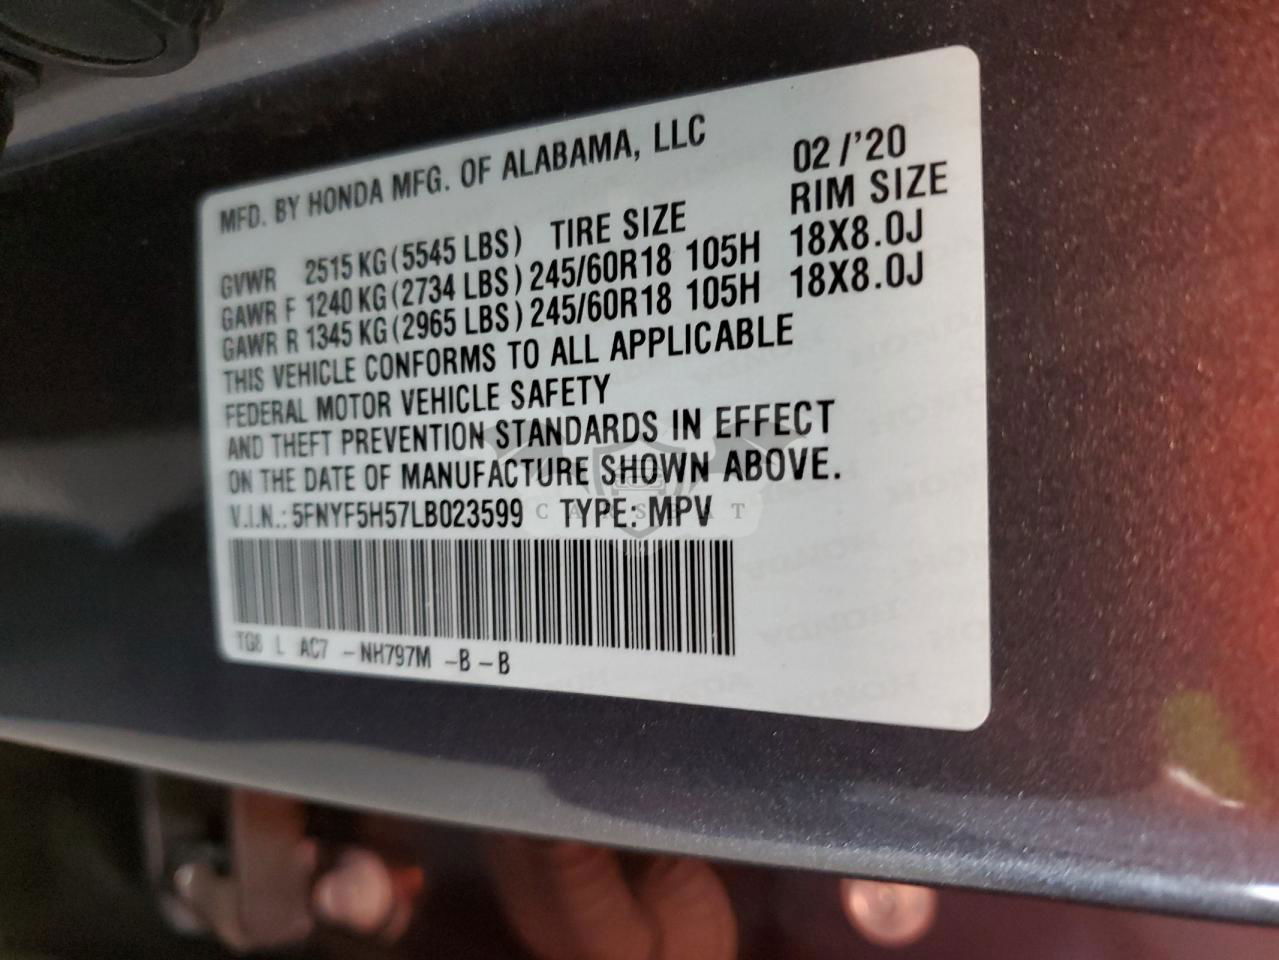 MFD. BY HONDA MFG. OF ALABAMA, LLC 02/'20
GVWR 2515 KG (5545 LBS) TIRE SIZE RIM SIZE
GAWR F 1240 KG (2734 LBS) 245/60R18 105H 18X8.0J
GAWR R 1345 KG (2965 LBS) 245/60R18 105H 18X8.0J
THIS VEHICLE CONFORMS TO ALL APPLICABLE
FEDERAL MOTOR VEHICLE SAFETY
AND THEFT PREVENTION STANDARDS IN EFFECT
ON THE DATE OF MANUFACTURE SHOWN ABOVE.
V.I.N.: 5FNYF5H57LB023599 TYPE: MPV
TG8 L AC7 -NH797M -B -B